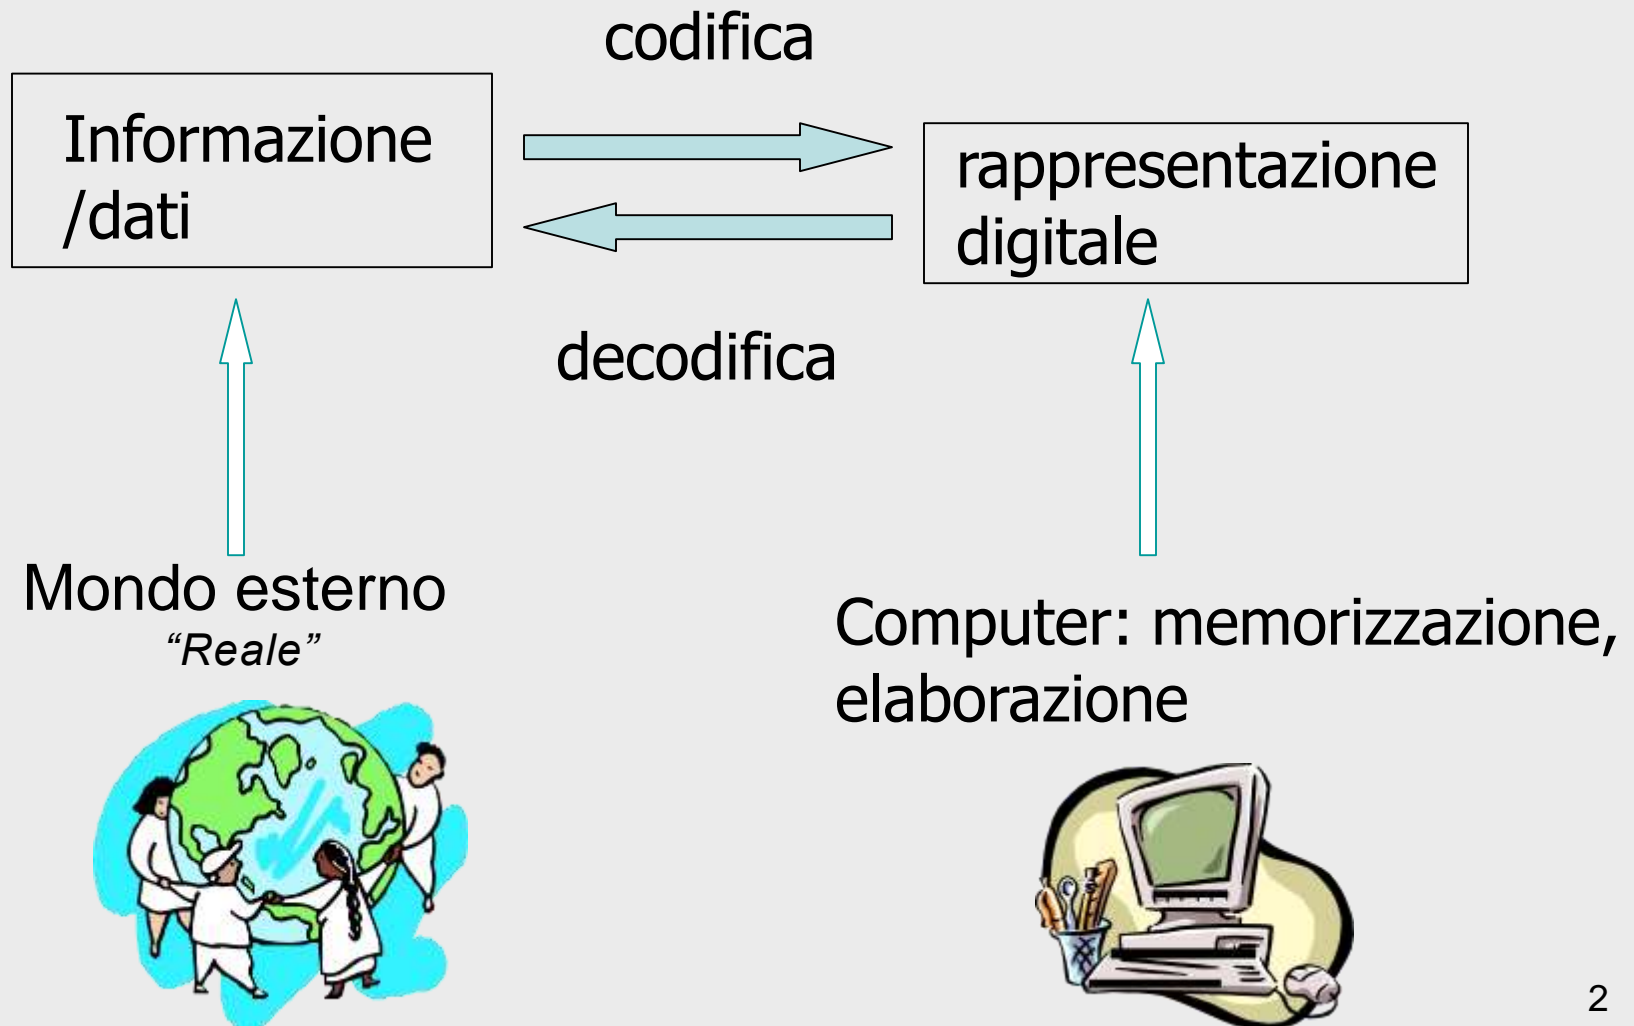 codifica
Informazione
/dati
rappresentazione
digitale
decodifica
Mondo esterno
“Reale”
Computer: memorizzazione,
elaborazione
2